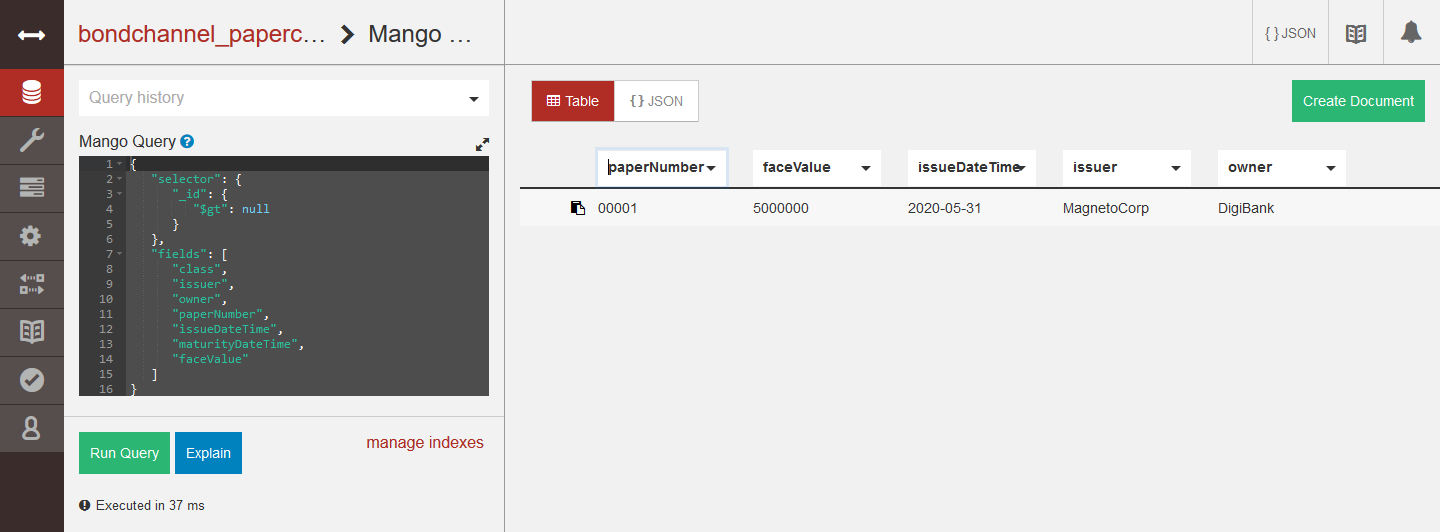 bondchannel_paperc... Mango ...
{ } JSON
Query history
Mango Query
1 {
2 "selector": {
3 "_id": {
4 "$gt": null
5 }
6 },
7 "fields": [
8 "class",
9 "issuer",
10 "owner",
11 "paperNumber",
12 "issueDateTime",
13 "maturityDateTime",
14 "faceValue"
15 ]
16 }
Run Query Explain manage indexes
Executed in 37 ms
Table {} JSON Create Document
paperNumber faceValue issueDateTime issuer owner
00001 5000000 2020-05-31 MagnetoCorp DigiBank